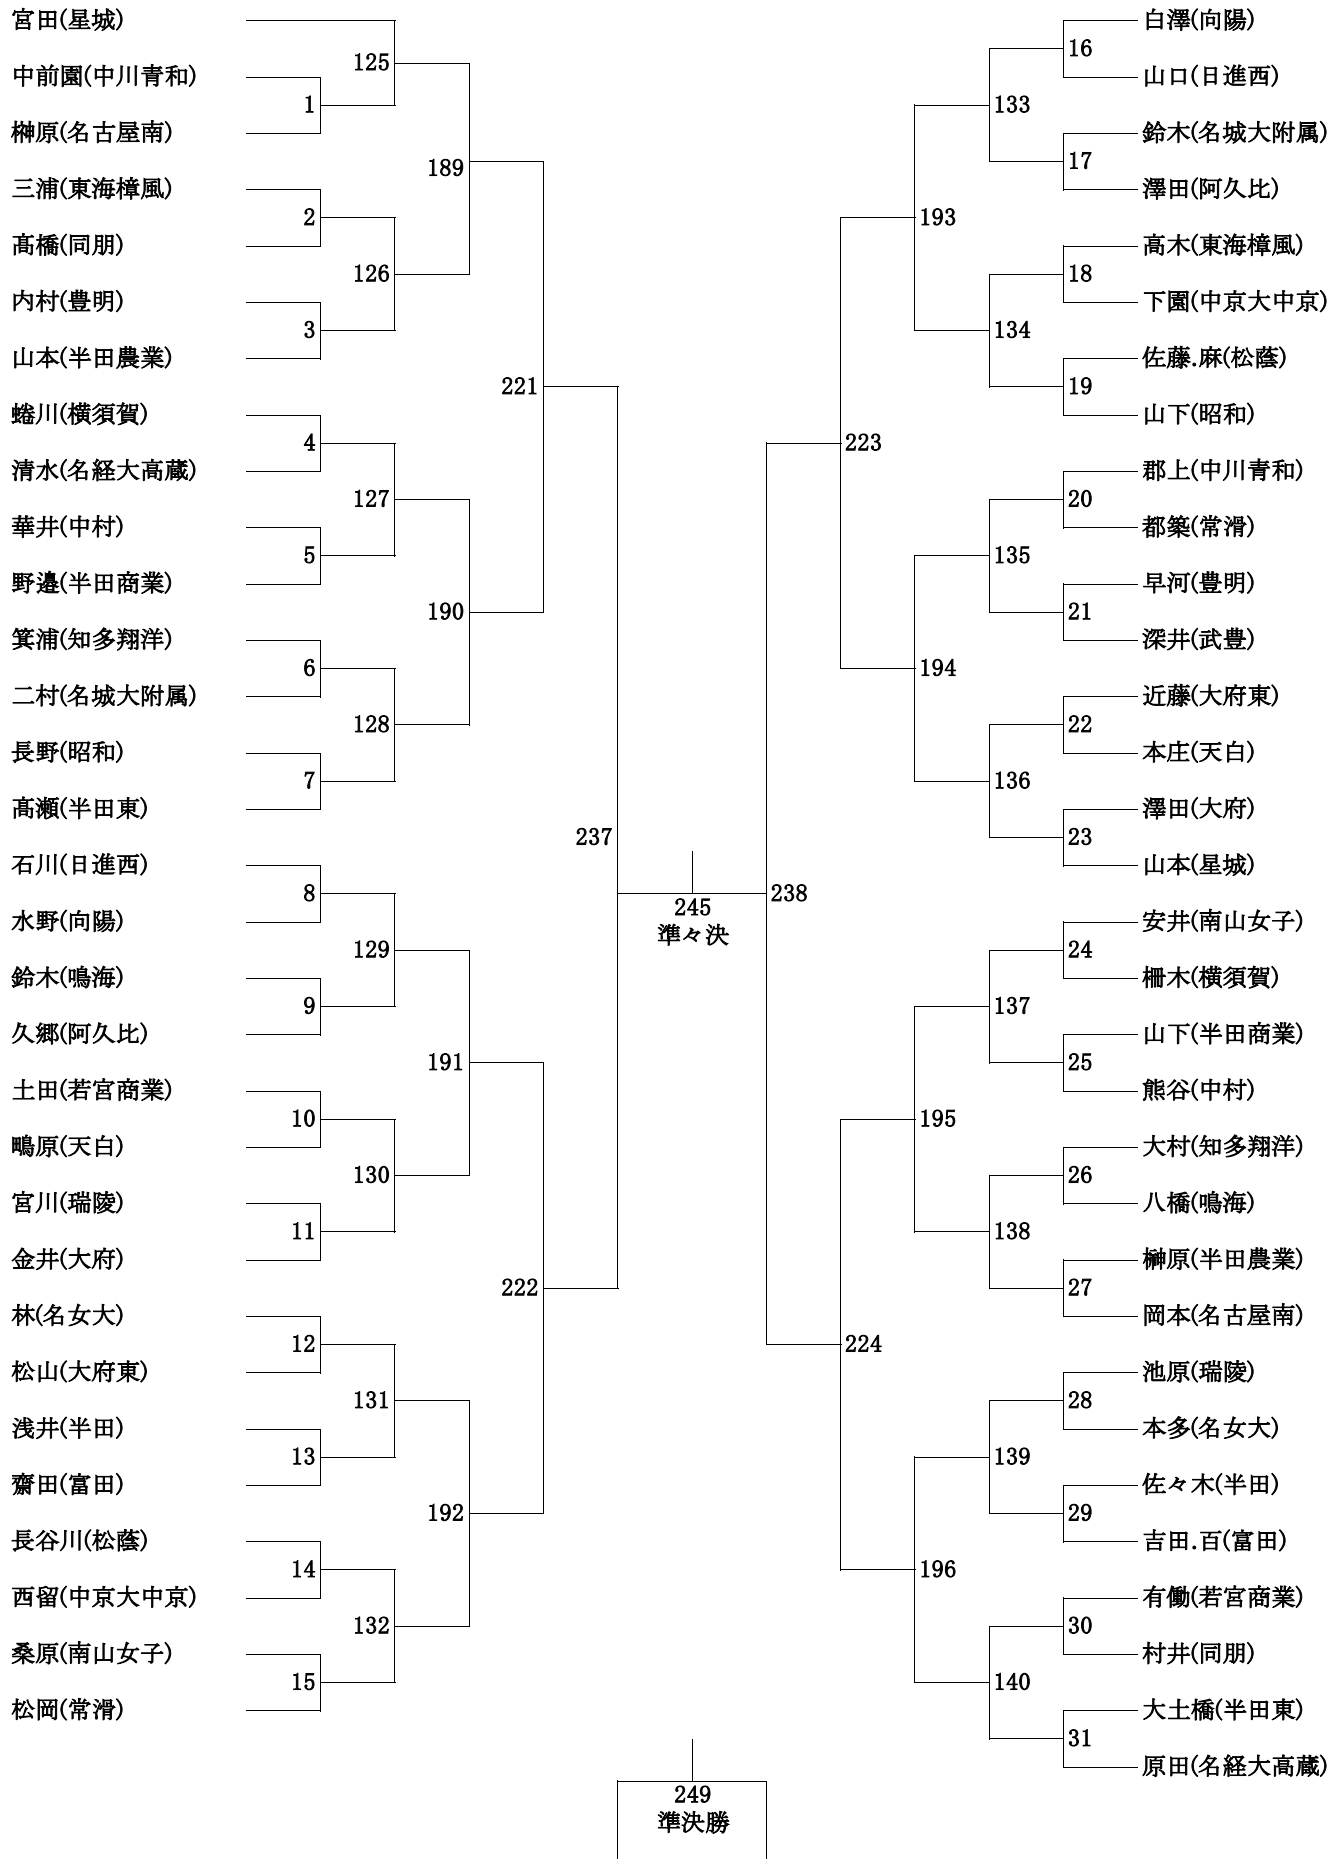 宮田(星城)
中前園(中川青和)
榊原(名古屋南)
三浦(東海樟風)
髙橋(同朋)
内村(豊明)
山本(半田農業)
蜷川(横須賀)
清水(名経大高蔵)
華井(中村)
野邉(半田商業)
箕浦(知多翔洋)
二村(名城大附属)
長野(昭和)
髙瀬(半田東)
石川(日進西)
水野(向陽)
鈴木(鳴海)
久郷(阿久比)
土田(若宮商業)
鴫原(天白)
宮川(瑞陵)
金井(大府)
林(名女大)
松山(大府東)
浅井(半田)
齋田(富田)
長谷川(松蔭)
西留(中京大中京)
桑原(南山女子)
松岡(常滑)
1
2
3
4
5
6
7
8
9
10
11
12
13
14
15
125
126
127
128
129
130
131
132
189
190
191
192
221
222
237
245
準々決
249
準決勝
238
223
224
193
194
195
196
133
134
135
136
137
138
139
140
16
17
18
19
20
21
22
23
24
25
26
27
28
29
30
31
白澤(向陽)
山口(日進西)
鈴木(名城大附属)
澤田(阿久比)
高木(東海樟風)
下園(中京大中京)
佐藤.麻(松蔭)
山下(昭和)
郡上(中川青和)
都築(常滑)
早河(豊明)
深井(武豊)
近藤(大府東)
本庄(天白)
澤田(大府)
山本(星城)
安井(南山女子)
柵木(横須賀)
山下(半田商業)
熊谷(中村)
大村(知多翔洋)
八橋(鳴海)
榊原(半田農業)
岡本(名古屋南)
池原(瑞陵)
本多(名女大)
佐々木(半田)
吉田.百(富田)
有働(若宮商業)
村井(同朋)
大土橋(半田東)
原田(名経大高蔵)